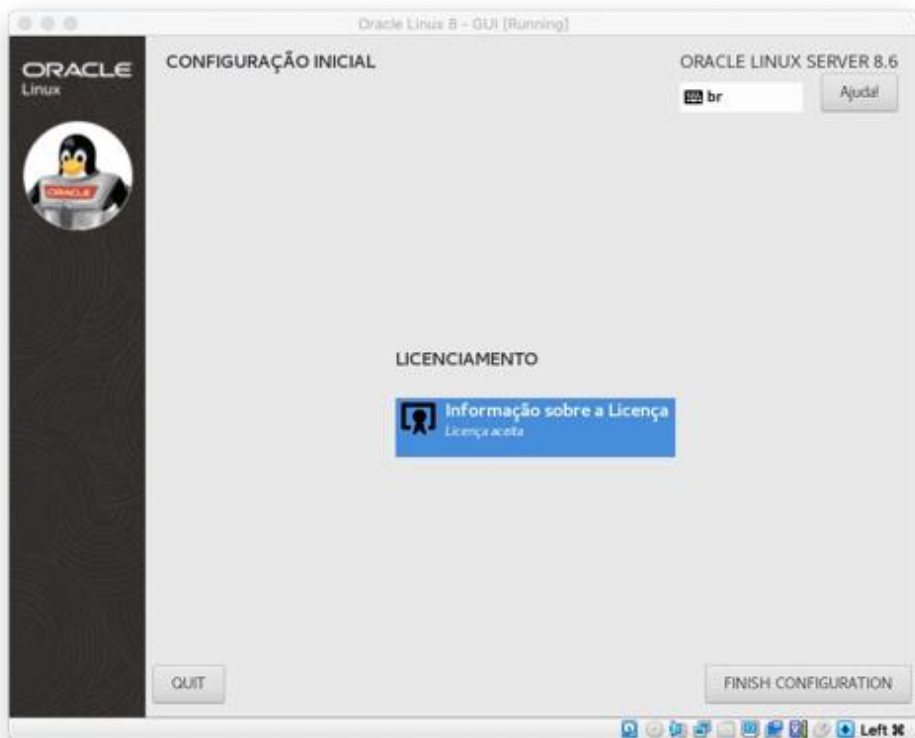 Oracle Linux 8 - GUI [Running]
ORACLE
Linux
ORACLE
CONFIGURAÇÃO INICIAL
ORACLE LINUX SERVER 8.6
br
Ajuda!
LICENCIAMENTO
Informação sobre a Licença
Licença aceita
QUIT
FINISH CONFIGURATION
Left ⌘